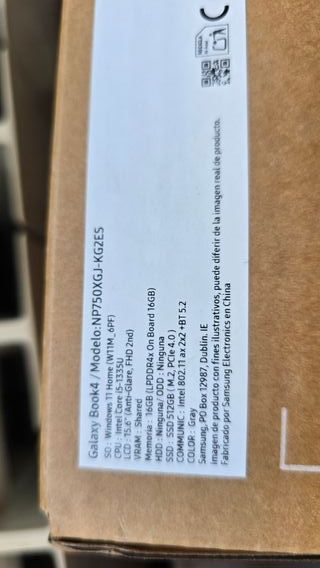 Galaxy Book4 / Modelo: NP750XGJ-KG2ES
SO : Windows 11 Home (W11M_6PF)
CPU : Intel Core i5-1335U
LCD : 15.6" (Anti-Glare, FHD 2nd)
VRAM : Shared
Memoria : 16GB (LPDDR4x On Board 16GB)
HDD : Ninguna/ ODD : Ninguna
SSD : SSD 512GB ( M.2, PCIe 4.0 )
COMMUNIC. : Intel 802.11 ax 2x2 + BT 5.2
COLOR : Gray
Samsung, PO Box 12987, Dublin. IE
Imagen de producto con fines ilustrativos, puede diferir de la imagen real de producto.
Fabricado por Samsung Electronics en China